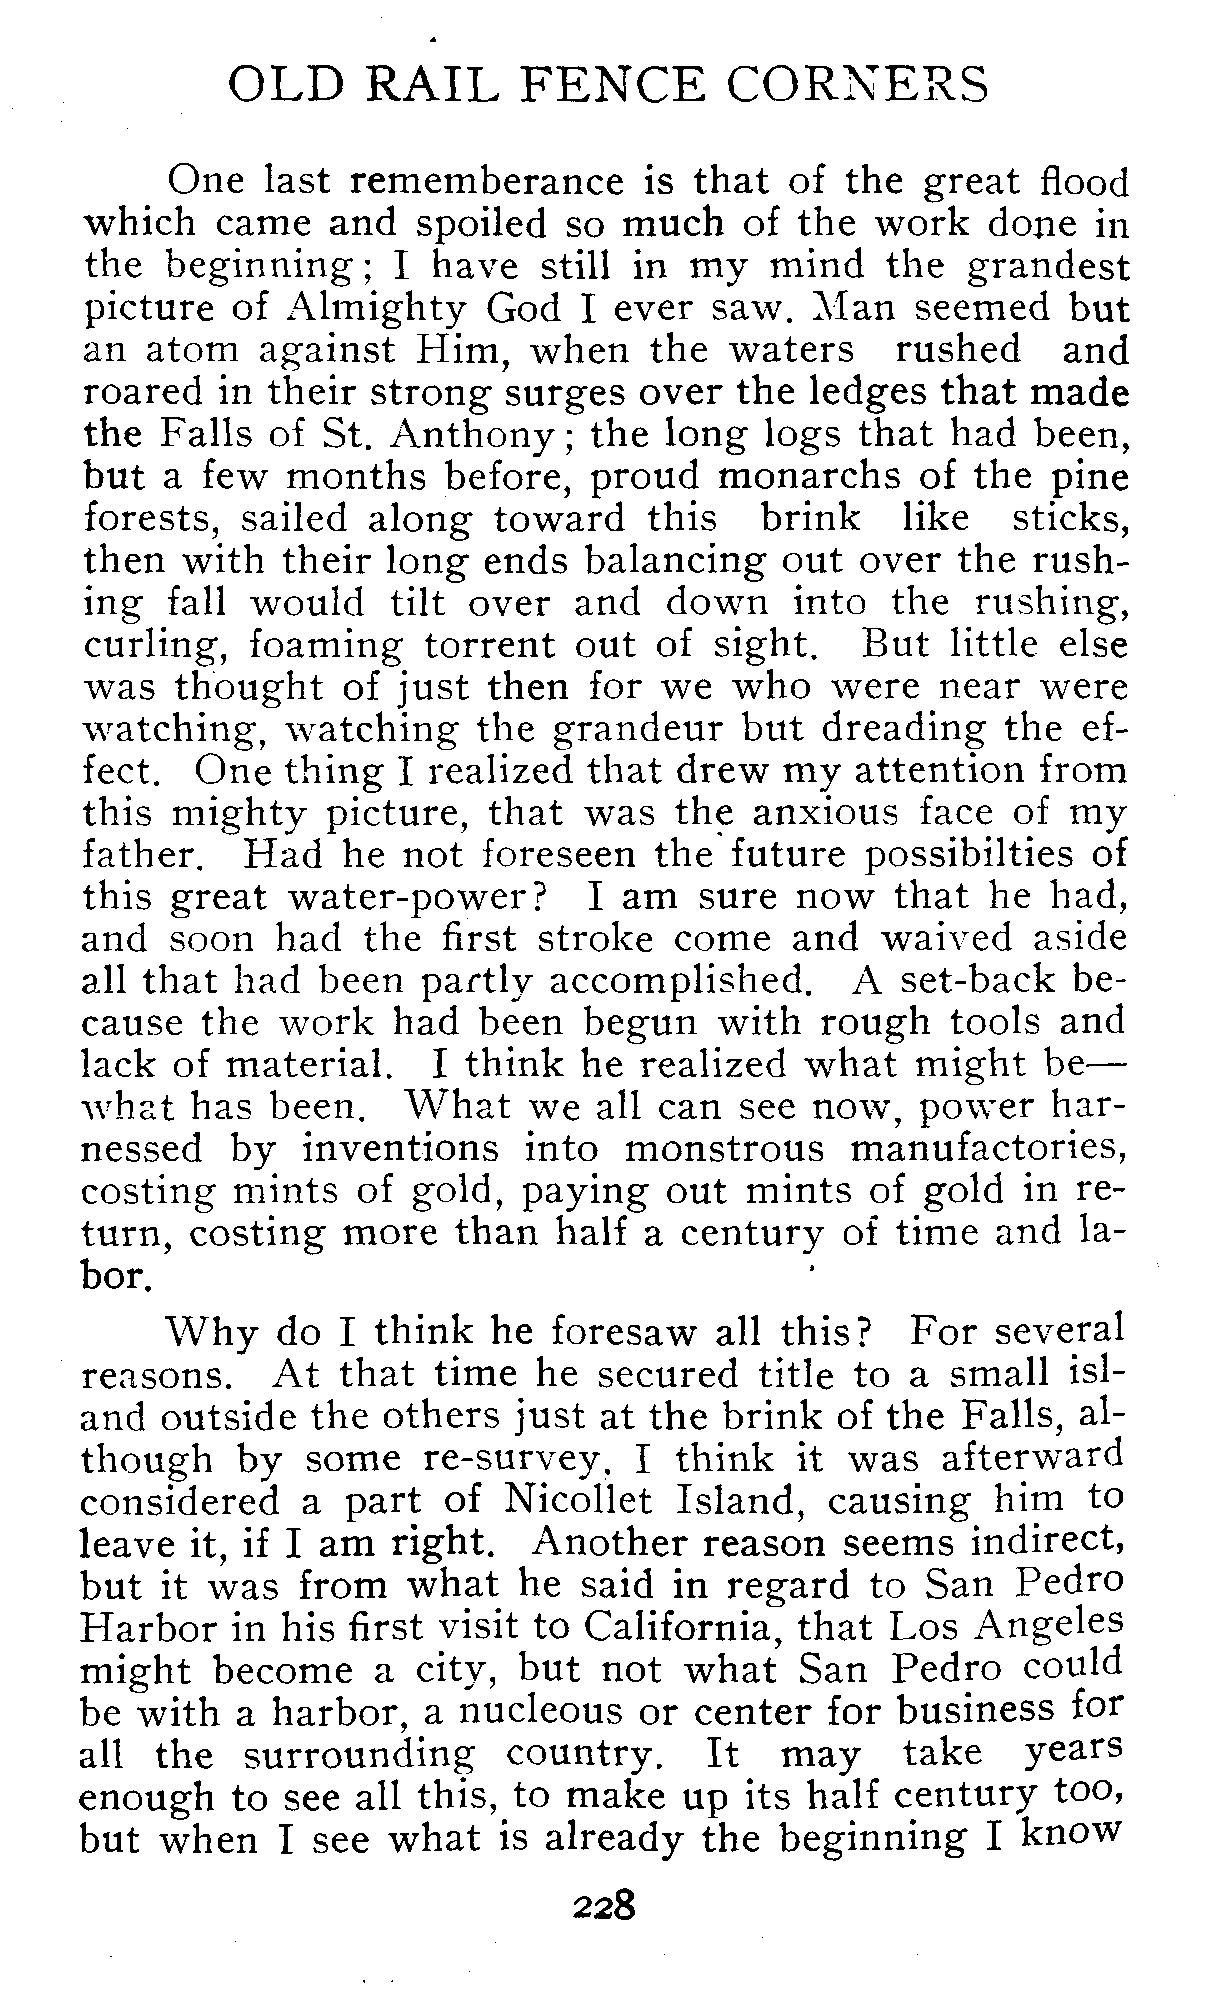 OLD RAIL FENCE CORNERS
One last rememberance is that of the great flood
which came and spoiled so much of the work done in
the beginning; I have still in my mind the grandest
picture of Almighty God I ever saw. Man seemed but
an atom against Him, when the waters rushed and
roared in their strong surges over the ledges that made
the Falls of St. Anthony; the long logs that had been,
but a few months before, proud monarchs of the pine
forests, sailed along toward this brink like sticks,
then with their long ends balancing out over the rush-
ing fall would tilt over and down into the rushing,
curling, foaming torrent out of sight. But little else
was thought of just then for we who were near were
watching, watching the grandeur but dreading the ef-
fect. One thing I realized that drew my attention from
this mighty picture, that was the anxious face of my
father. Had he not foreseen the future possibilties of
this great water-power? I am sure now that he had,
and soon had the first stroke come and waived aside
all that had been partly accomplished. A set-back be-
cause the work had been begun with rough tools and
lack of material. I think he realized what might be—
what has been. What we all can see now, power har-
nessed by inventions into monstrous manufactories,
costing mints of gold, paying out mints of gold in re-
turn, costing more than half a century of time and la-
bor.
Why do I think he foresaw all this? For several
reasons. At that time he secured title to a small isl-
and outside the others just at the brink of the Falls, al-
though by some re-survey, I think it was afterward
considered a part of Nicollet Island, causing him to
leave it, if I am right. Another reason seems indirect,
but it was from what he said in regard to San Pedro
Harbor in his first visit to California, that Los Angeles
might become a city, but not what San Pedro could
be with a harbor, a nucleous or center for business for
all the surrounding country. It may take years
enough to see all this, to make up its half century too,
but when I see what is already the beginning I know
228